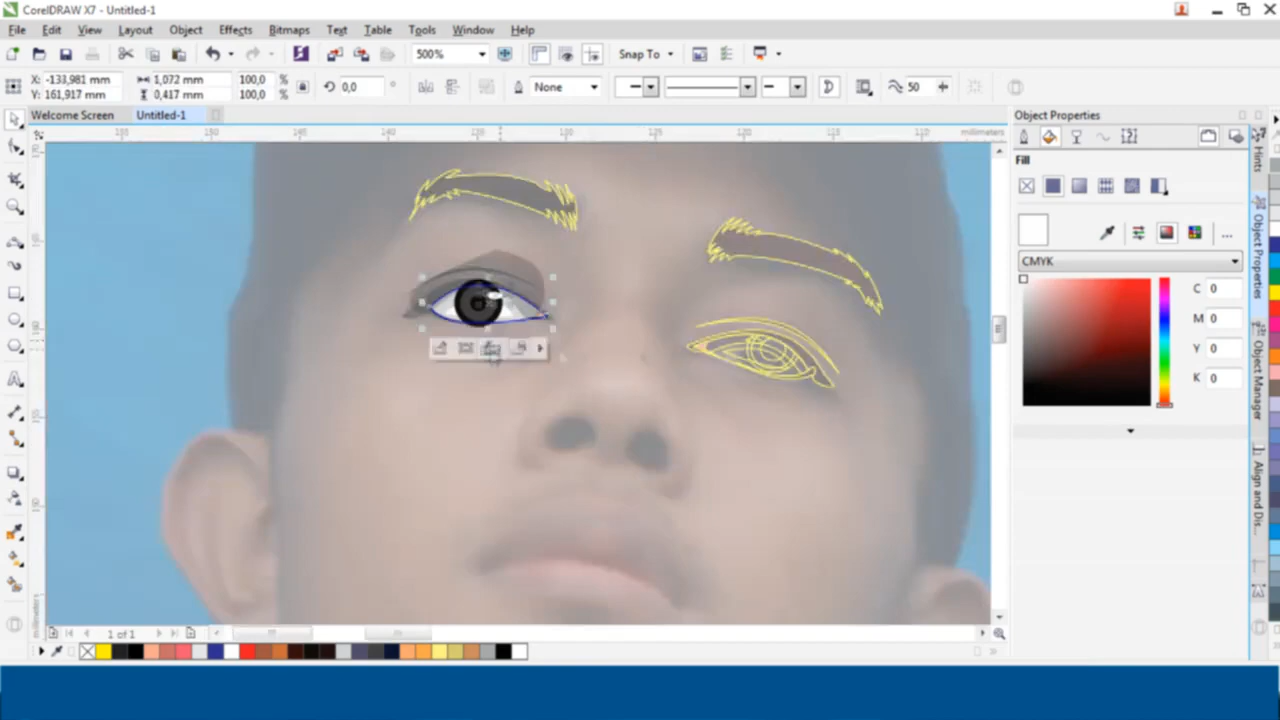 CorelDRAW X7 - Untitled-1
File Edit View Layout Object Effects Bitmaps Text Table Tools Window Help
500% Snap To
X: -133,981 mm 1,072 mm 100,0 % 0,0 ° None 50
Y: 161,917 mm 0,417 mm 100,0 %
Welcome Screen Untitled-1
millimeters
millimeters
1 of 1
Object Properties
Fill
...
CMYK
C 0
M 0
Y 0
K 0
Hints
Object Properties
Object Manager
Align and Dis...